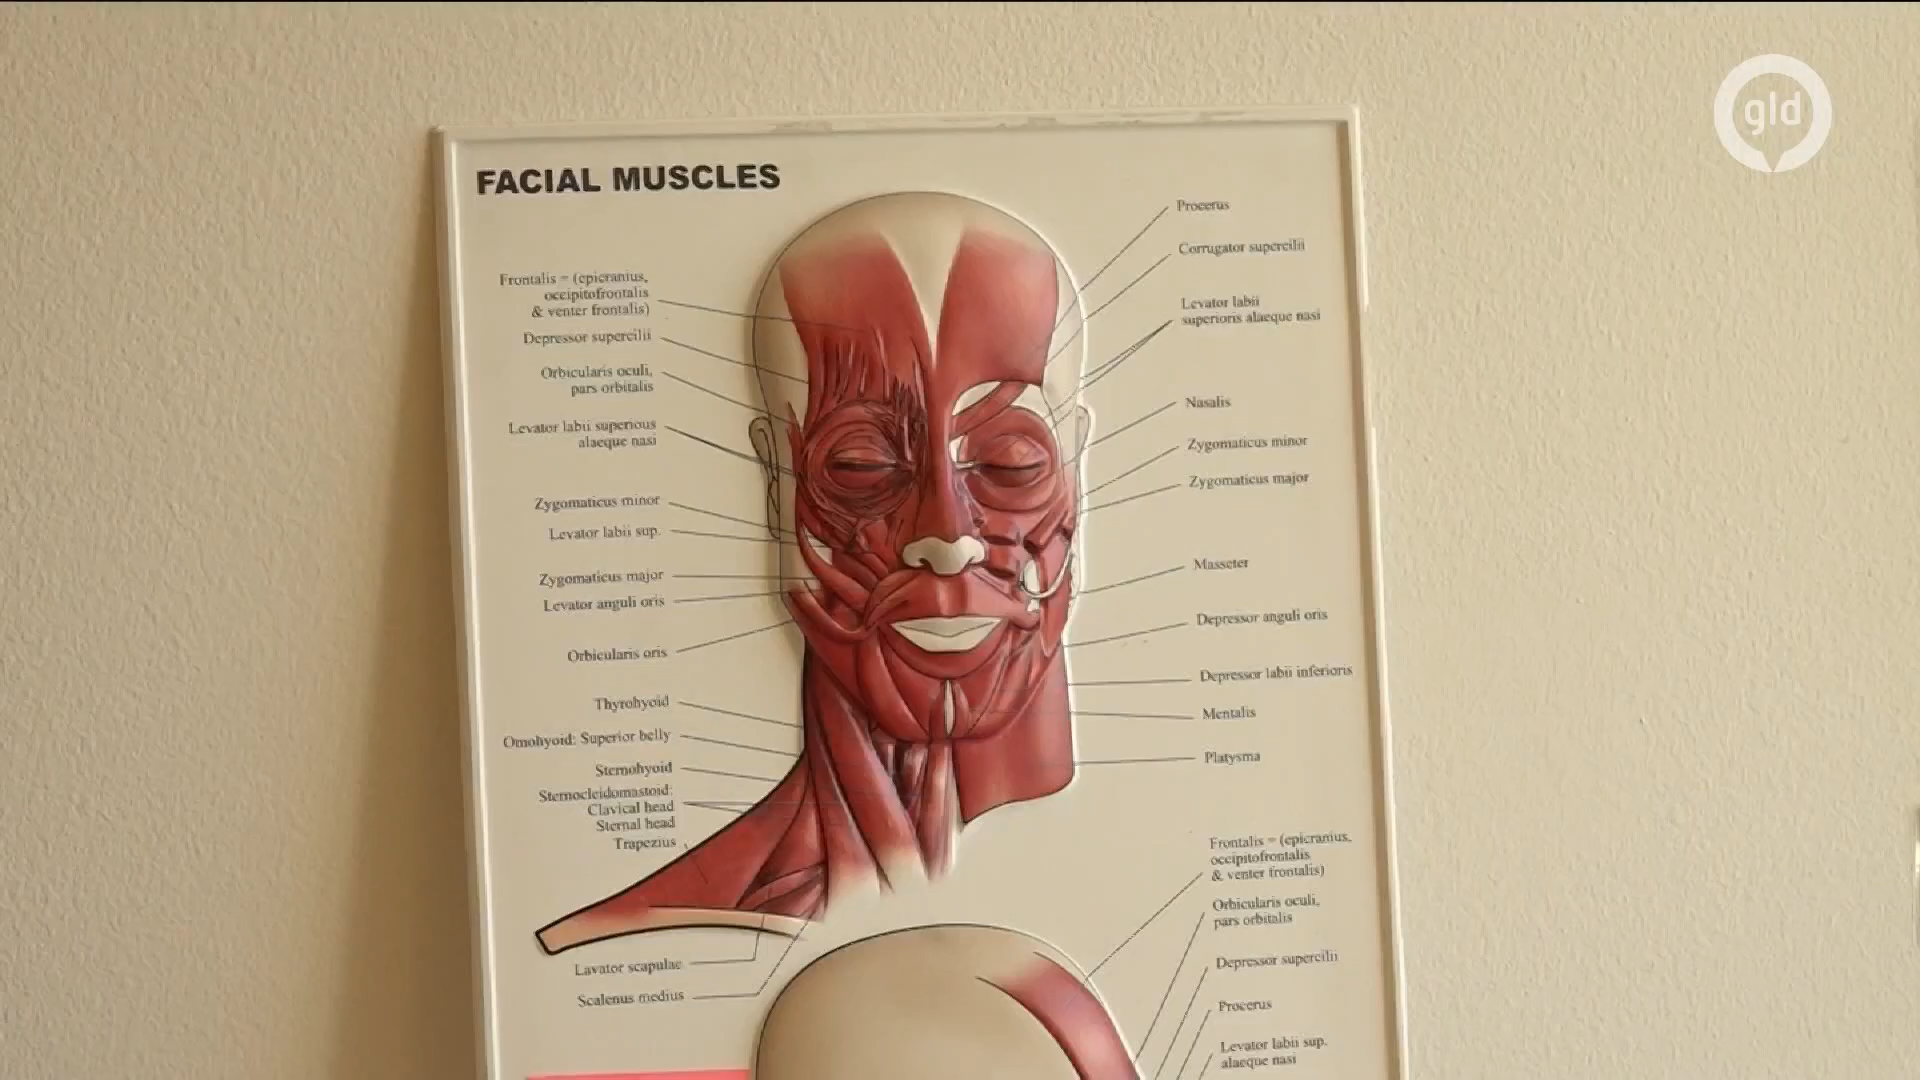 gld
FACIAL MUSCLES
Frontalis = (epicranius,
occipitofrontalis
& venter frontalis)
Depressor supercilii
Orbicularis oculi,
pars orbitalis
Levator labii superious
alaeque nasi
Zygomaticus minor
Levator labii sup.
Zygomaticus major
Levator anguli oris
Orbicularis oris
Thyrohyoid
Omohyoid: Superior belly
Sternohyoid
Sternocleidomastoid:
Clavical head
Sternal head
Trapezius
Lavator scapulae
Scalenus medius
Procerus
Corrugator supercilii
Levator labii
superioris alaeque nasi
Nasalis
Zygomaticus minor
Zygomaticus major
Masseter
Depressor anguli oris
Depressor labii inferioris
Mentalis
Platysma
Frontalis = (epicranius,
occipitofrontalis
& venter frontalis)
Orbicularis oculi,
pars orbitalis
Depressor supercilii
Procerus
Levator labii sup.
alaeque nasi